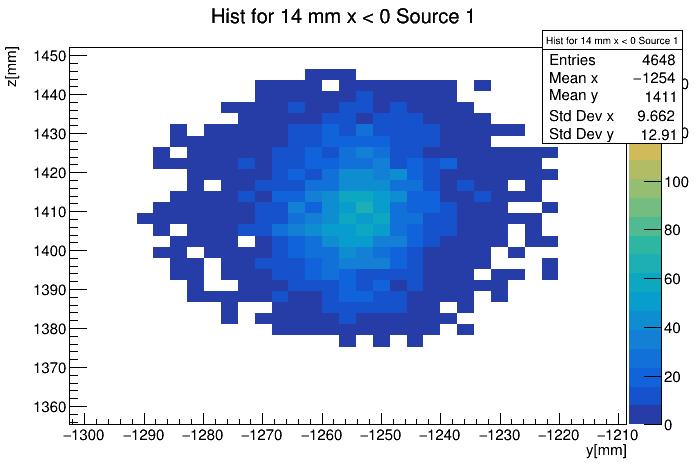 Hist for 14 mm x < 0 Source 1
Hist for 14 mm x < 0 Source 1
Entries 4648
Mean x −1254
Mean y 1411
Std Dev x 9.662
Std Dev y 12.91
z[mm]
1450
1440
1430
1420
1410
1400
1390
1380
1370
1360
100
80
60
40
20
0
−1300 −1290 −1280 −1270 −1260 −1250 −1240 −1230 −1220 −1210
y[mm]